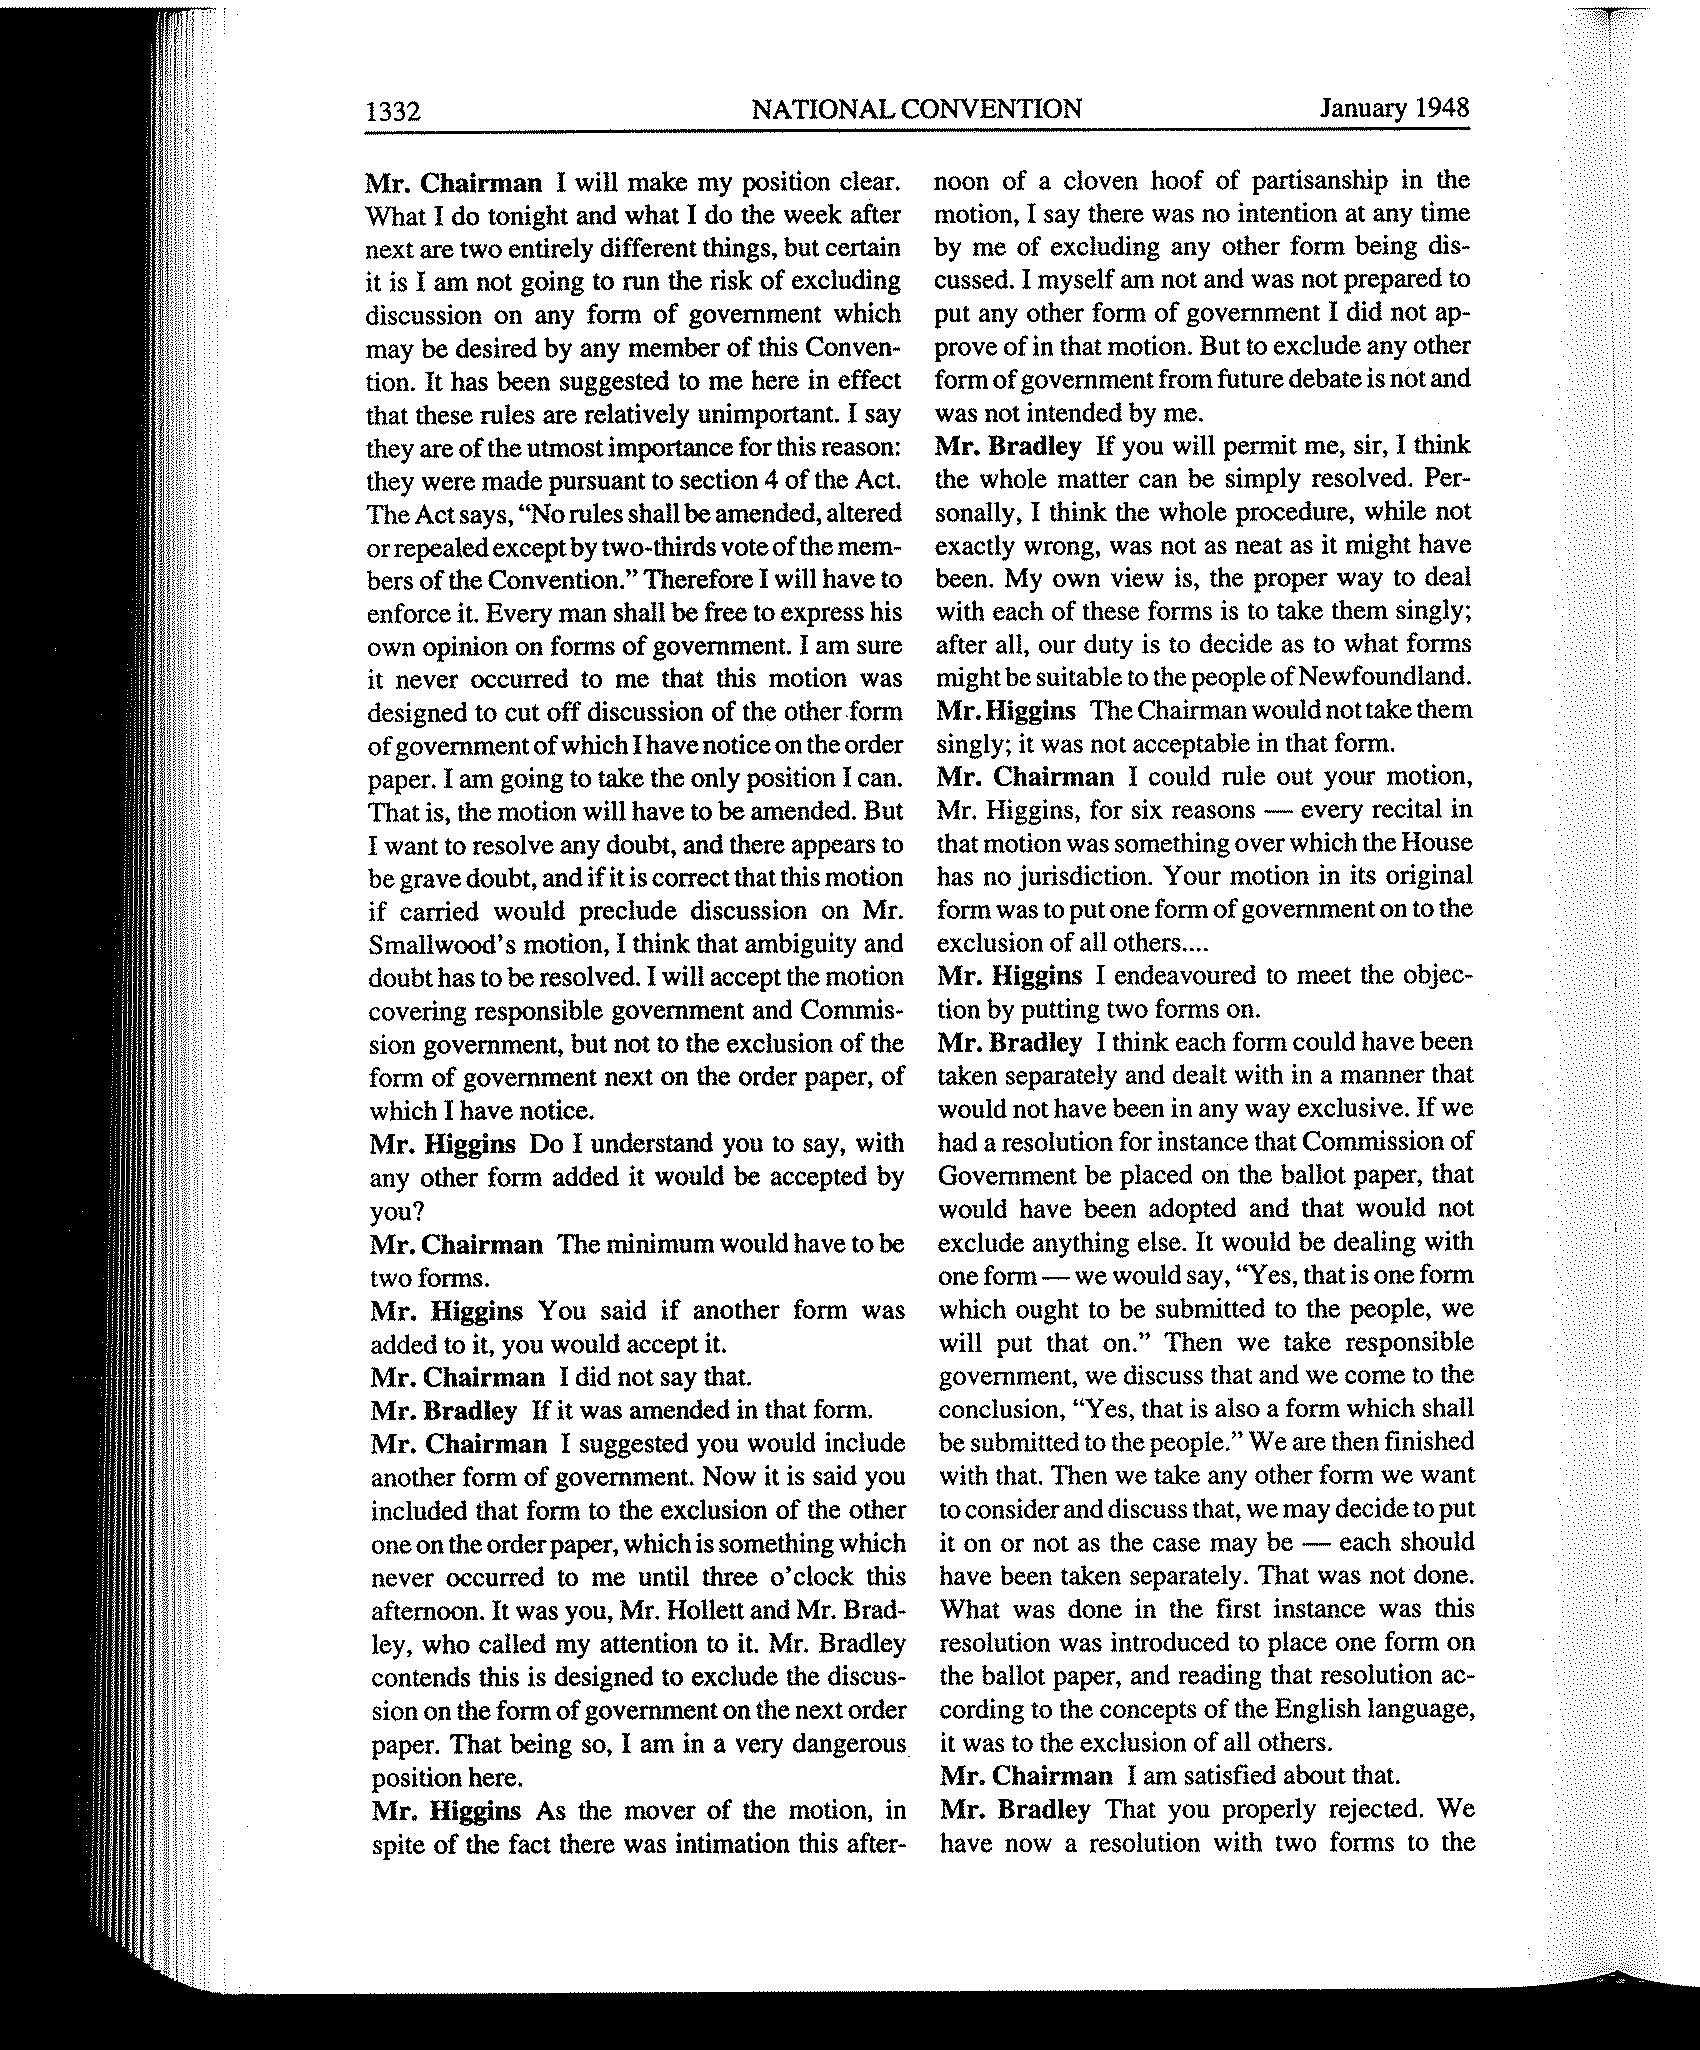 1332 NATIONAL CONVENTION January 1948
Mr. Chairman I will make my position clear.
What I do tonight and what I do the week after
next are two entirely different things, but certain
it is I am not going to run the risk of excluding
discussion on any form of government which
may be desired by any member of this Conven-
tion. It has been suggested to me here in effect
that these rules are relatively unimportant. I say
they are of the utmost importance for this reason:
they were made pursuant to section 4 of the Act.
The Act says, “No rules shall be amended, altered
or repealed except by two-thirds vote of the mem-
bers of the Convention.” Therefore I will have to
enforce it. Every man shall be free to express his
own opinion on forms of government. I am sure
it never occurred to me that this motion was
designed to cut off discussion of the other form
of government of which I have notice on the order
paper. I am going to take the only position I can.
That is, the motion will have to be amended. But
I want to resolve any doubt, and there appears to
be grave doubt, and if it is correct that this motion
if carried would preclude discussion on Mr.
Smallwood's motion, I think that ambiguity and
doubt has to be resolved. I will accept the motion
covering responsible government and Commis-
sion government, but not to the exclusion of the
form of government next on the order paper, of
which I have notice.
Mr. Higgins Do I understand you to say, with
any other form added it would be accepted by
you?
Mr. Chairman The minimum would have to be
two forms.
Mr. Higgins You said if another form was
added to it, you would accept it.
Mr. Chairman I did not say that.
Mr. Bradley If it was amended in that form.
Mr. Chairman I suggested you would include
another form of government. Now it is said you
included that form to the exclusion of the other
one on the order paper, which is something which
never occurred to me until three o'clock this
afternoon. It was you, Mr. Hollett and Mr. Brad-
ley, who called my attention to it. Mr. Bradley
contends this is designed to exclude the discus-
sion on the form of government on the next order
paper. That being so, I am in a very dangerous
position here.
Mr. Higgins As the mover of the motion, in
spite of the fact there was intimation this after-
noon of a cloven hoof of partisanship in the
motion, I say there was no intention at any time
by me of excluding any other form being dis-
cussed. I myself am not and was not prepared to
put any other form of government I did not ap-
prove of in that motion. But to exclude any other
form of government from future debate is not and
was not intended by me.
Mr. Bradley If you will permit me, sir, I think
the whole matter can be simply resolved. Per-
sonally, I think the whole procedure, while not
exactly wrong, was not as neat as it might have
been. My own view is, the proper way to deal
with each of these forms is to take them singly;
after all, our duty is to decide as to what forms
might be suitable to the people of Newfoundland.
Mr. Higgins The Chairman would not take them
singly; it was not acceptable in that form.
Mr. Chairman I could rule out your motion,
Mr. Higgins, for six reasons — every recital in
that motion was something over which the House
has no jurisdiction. Your motion in its original
form was to put one form of government on to the
exclusion of all others....
Mr. Higgins I endeavoured to meet the objec-
tion by putting two forms on.
Mr. Bradley I think each form could have been
taken separately and dealt with in a manner that
would not have been in any way exclusive. If we
had a resolution for instance that Commission of
Government be placed on the ballot paper, that
would have been adopted and that would not
exclude anything else. It would be dealing with
one form — we would say, “Yes, that is one form
which ought to be submitted to the people, we
will put that on.” Then we take responsible
government, we discuss that and we come to the
conclusion, “Yes, that is also a form which shall
be submitted to the people.” We are then finished
with that. Then we take any other form we want
to consider and discuss that, we may decide to put
it on or not as the case may be — each should
have been taken separately. That was not done.
What was done in the first instance was this
resolution was introduced to place one form on
the ballot paper, and reading that resolution ac-
cording to the concepts of the English language,
it was to the exclusion of all others.
Mr. Chairman I am satisfied about that.
Mr. Bradley That you properly rejected. We
have now a resolution with two forms to the